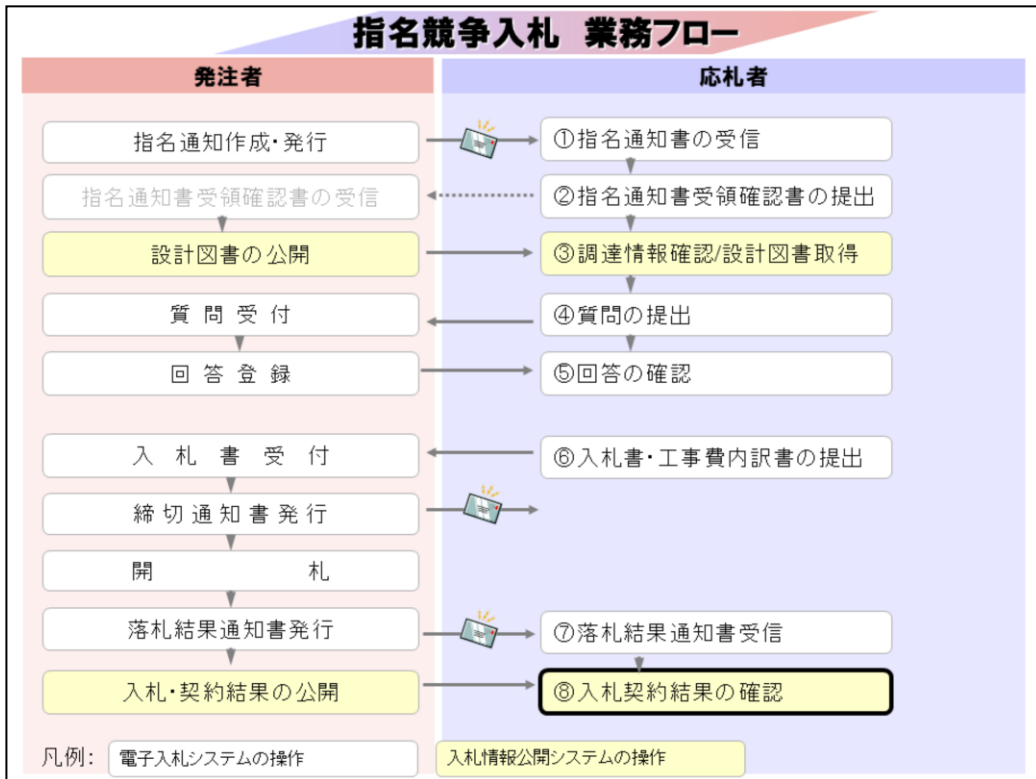 指名競争入札 業務フロー
発注者 応札者
指名通知作成・発行 ①指名通知書の受信
指名通知書受領確認書の受信 ②指名通知書受領確認書の提出
設計図書の公開 ③調達情報確認/設計図書取得
質問受付 ④質問の提出
回答登録 ⑤回答の確認
入札書受付 ⑥入札書・工事費内訳書の提出
締切通知書発行
開札
落札結果通知書発行 ⑦落札結果通知書受信
入札・契約結果の公開 ⑧入札契約結果の確認
凡例: 電子入札システムの操作 入札情報公開システムの操作